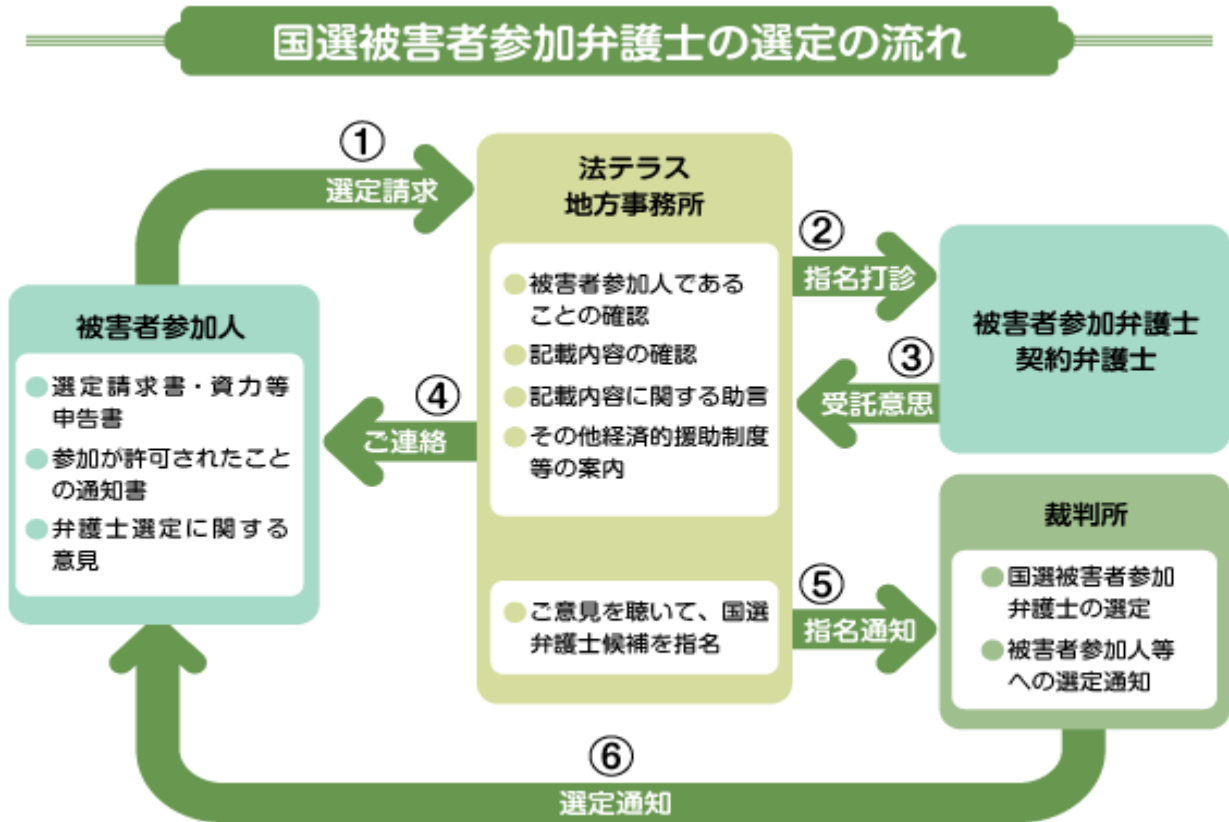 国選被害者参加弁護士の選定の流れ
①
選定請求
被害者参加人
選定請求書・資力等
申告書
参加が許可されたこと
の通知書
弁護士選定に関する
意見
法テラス
地方事務所
被害者参加人である
ことの確認
記載内容の確認
記載内容に関する助言
その他経済的援助制度
等の案内
ご意見を聴いて、国選
弁護士候補を指名
②
指名打診
被害者参加弁護士
契約弁護士
③
受託意思
④
ご連絡
⑤
指名通知
裁判所
国選被害者参加
弁護士の選定
被害者参加人等
への選定通知
⑥
選定通知